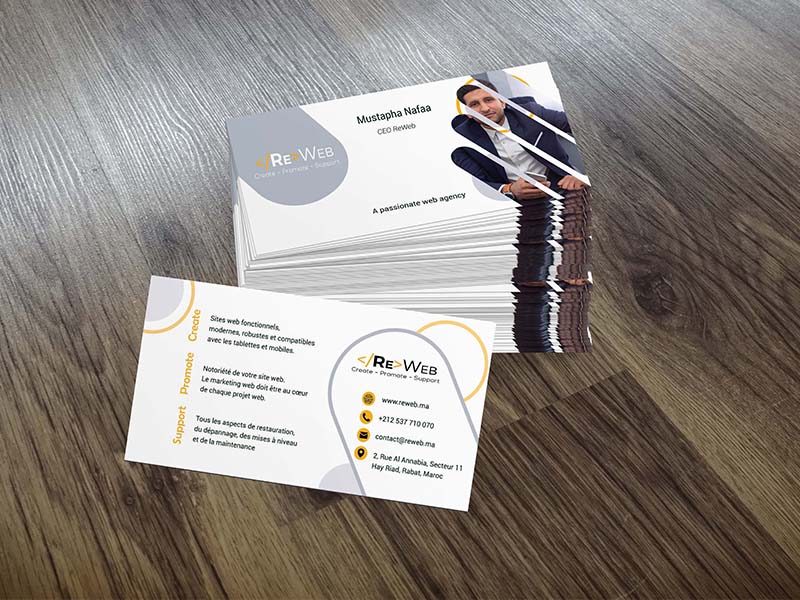 Mustapha Nafaa
CEO ReWeb
</Re>Web
Create - Promote - Support
A passionate web agency
Create
Sites web fonctionnels,
modernes, robustes et compatibles
avec les tablettes et mobiles.
Promote
Notoriété de votre site web.
Le marketing web doit être au cœur
de chaque projet web.
Support
Tous les aspects de restauration,
du dépannage, des mises à niveau
et de la maintenance
</Re>Web
Create - Promote - Support
www.reweb.ma
+212 537 710 070
contact@reweb.ma
2, Rue Al Annabia, Secteur 11
Hay Riad, Rabat, Maroc